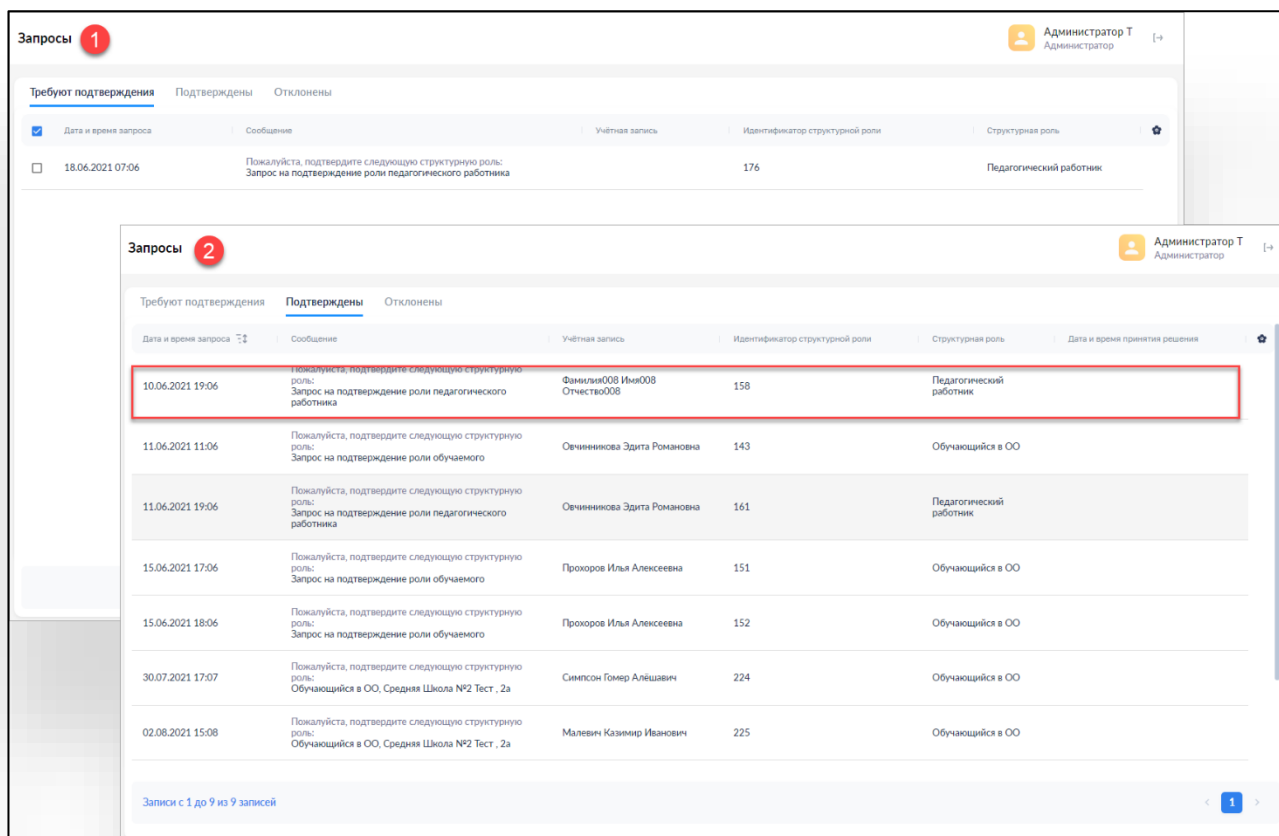 Запросы 1
Администратор Т
Администратор
Требуют подтверждения Подтверждены Отклонены
Дата и время запроса Сообщение Учётная запись Идентификатор структурной роли Структурная роль
Пожалуйста, подтвердите следующую структурную роль:
18.06.2021 07:06 Запрос на подтверждение роли педагогического работника 176 Педагогический работник
Запросы 2
Администратор Т
Администратор
Требуют подтверждения Подтверждены Отклонены
Дата и время запроса Сообщение Учётная запись Идентификатор структурной роли Структурная роль Дата и время принятия решения
Пожалуйста, подтвердите следующую структурную
роль:
10.06.2021 19:06 Запрос на подтверждение роли педагогического
работника
Фамилия008 Имя008
Отчество008
158
Педагогический
работник
Пожалуйста, подтвердите следующую структурную
роль:
11.06.2021 11:06 Запрос на подтверждение роли обучаемого Овчинникова Эдита Романовна 143 Обучающийся в ОО
Пожалуйста, подтвердите следующую структурную
роль:
11.06.2021 19:06 Запрос на подтверждение роли педагогического
работника
Овчинникова Эдита Романовна 161
Педагогический
работник
Пожалуйста, подтвердите следующую структурную
роль:
15.06.2021 17:06 Запрос на подтверждение роли обучаемого Прохоров Илья Алексеевна 151 Обучающийся в ОО
Пожалуйста, подтвердите следующую структурную
роль:
15.06.2021 18:06 Запрос на подтверждение роли обучаемого Прохоров Илья Алексеевна 152 Обучающийся в ОО
Пожалуйста, подтвердите следующую структурную
роль:
30.07.2021 17:07 Обучающийся в ОО, Средняя Школа №2 Тест , 2а Симпсон Гомер Алёшавич 224 Обучающийся в ОО
Пожалуйста, подтвердите следующую структурную
роль:
02.08.2021 15:08 Обучающийся в ОО, Средняя Школа №2 Тест , 2а Малевич Казимир Иванович 225 Обучающийся в ОО
Записи с 1 до 9 из 9 записей 1